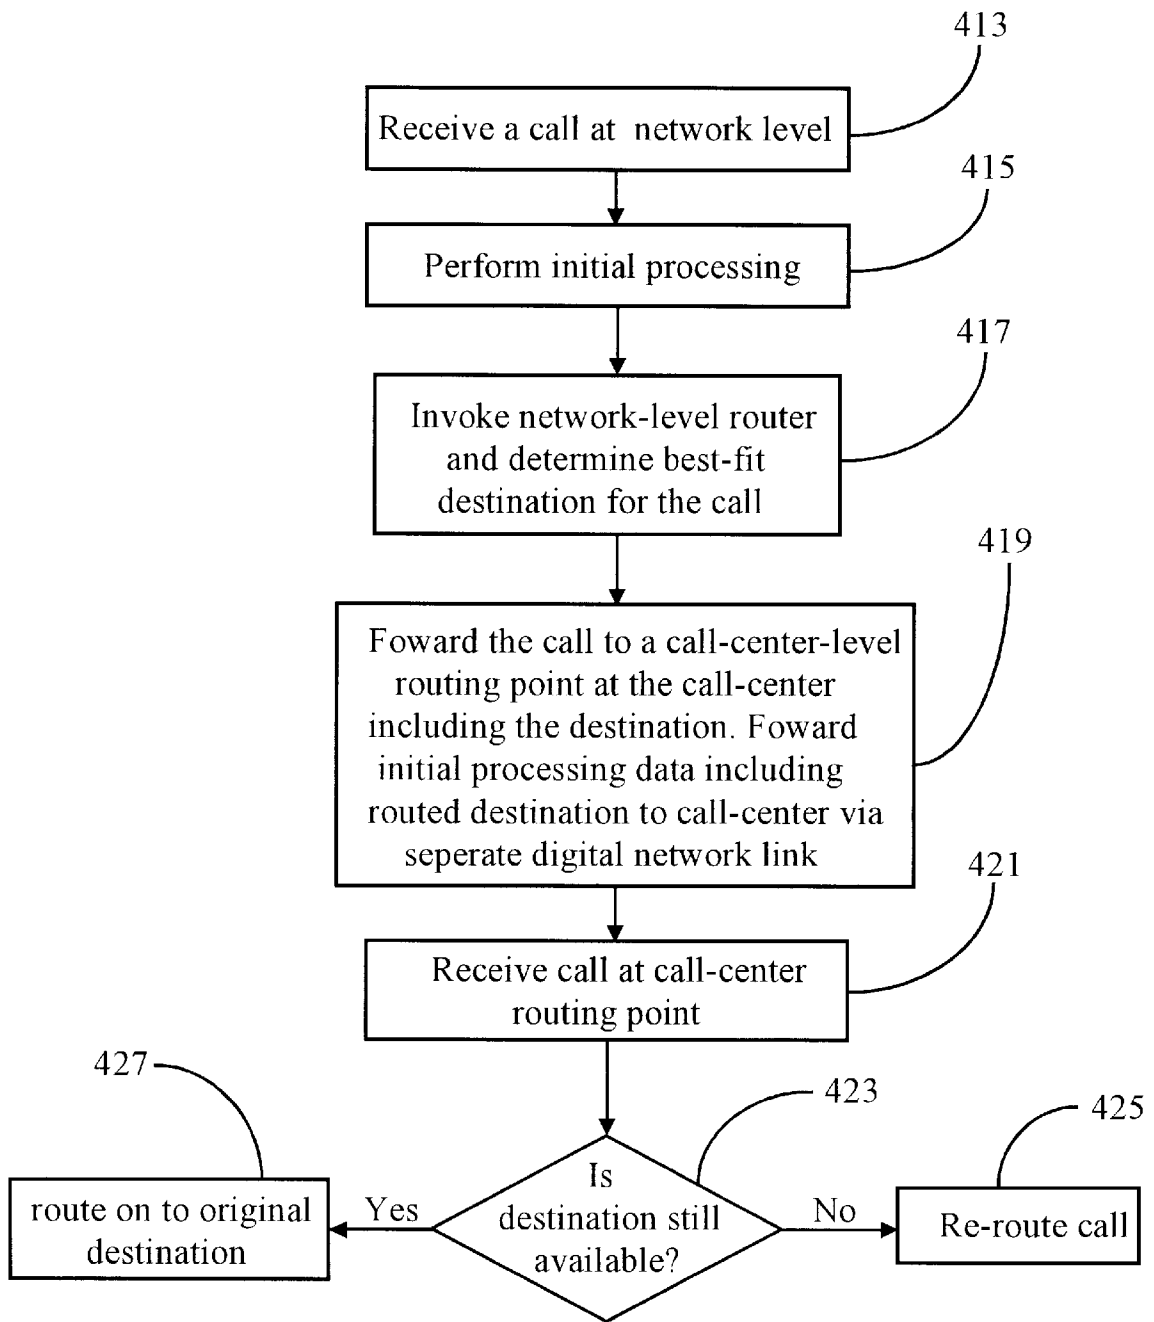 413
Receive a call at network level
415
Perform initial processing
417
Invoke network-level router
and determine best-fit
destination for the call
419
Foward the call to a call-center-level
routing point at the call-center
including the destination. Foward
initial processing data including
routed destination to call-center via
seperate digital network link
421
Receive call at call-center
routing point
427
423
425
Is
destination still
available?
Yes
No
route on to original
destination
Re-route call